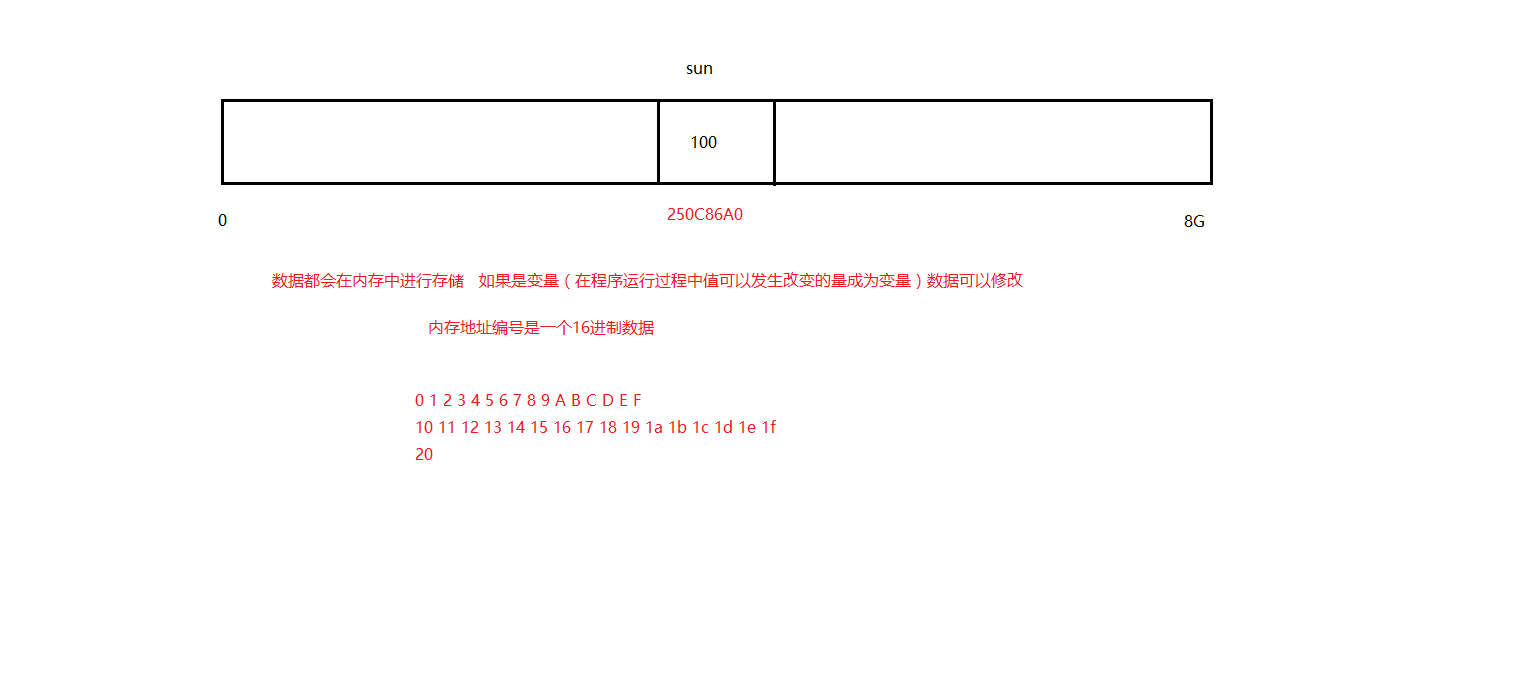 sun
100
0
250C86A0
8G
数据都会在内存中进行存储 如果是变量（在程序运行过程中值可以发生改变的量成为变量）数据可以修改
内存地址编号是一个16进制数据
0 1 2 3 4 5 6 7 8 9 A B C D E F
10 11 12 13 14 15 16 17 18 19 1a 1b 1c 1d 1e 1f
20